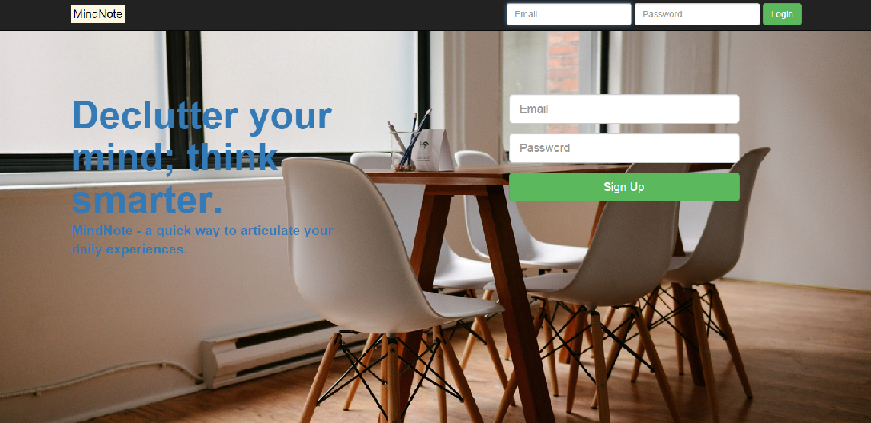 MindNote
Email
Password
Login
Declutter your
mind; think
smarter.
MindNote - a quick way to articulate your
daily experiences.
Email
Password
Sign Up